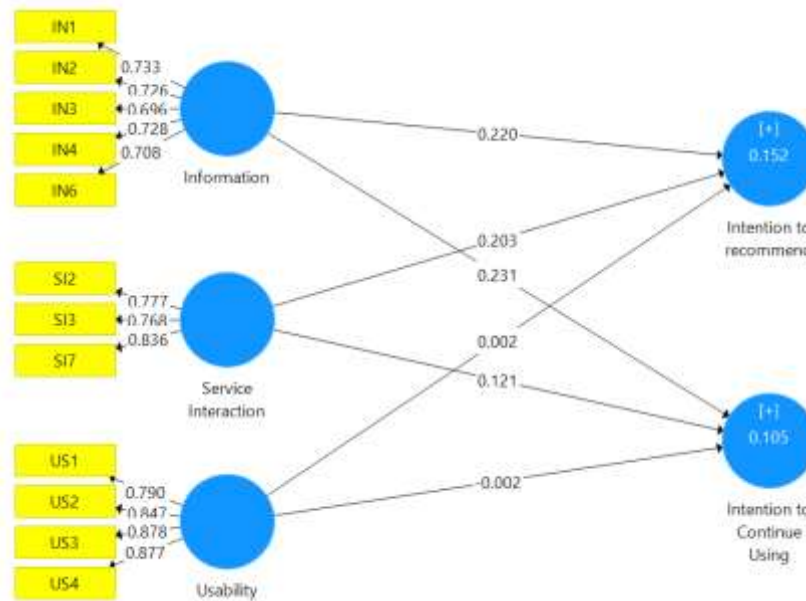 IN1
IN2
IN3
IN4
IN6
0.733
0.726
0.696
0.728
0.708
Information
SI2
SI3
SI7
0.777
0.768
0.836
Service
Interaction
US1
US2
US3
US4
0.790
0.847
0.878
0.877
Usability
0.220
0.203
0.231
0.002
0.121
-0.002
[+]
0.152
Intention to
recommend
[+]
0.105
Intention to
Continue
Using